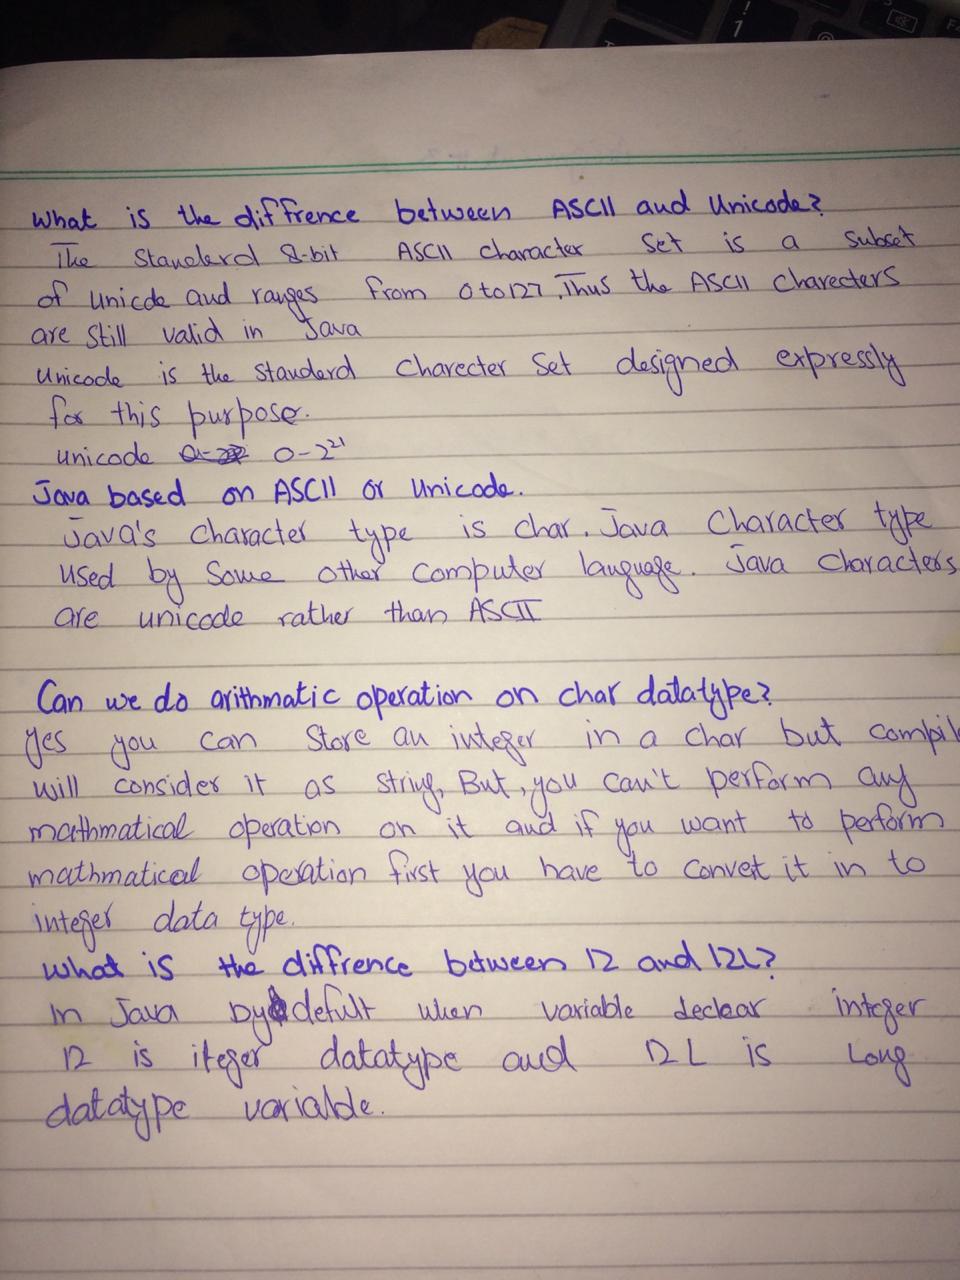 What is the diffrence between ASCII and Unicode?
The Standerd 8-bit ASCII character Set is a Subset
of unicde and ranges from 0 to 127. Thus the ASCII charecters
are still valid in Java
Unicode is the Standerd Charecter Set designed expressly
for this purpose.
unicode 0-2²¹
Java based on ASCII or Unicode.
Java's Character type is char. Java Character type
used by Some other Computer language. Java Characters
are unicode rather than ASCII
Can we do arithmatic operation on char datatype?
Yes you can Store an integer in a char but compil
will consider it as string, But, you can't perform any
mathmatical operation on it and if you want to perform
mathmatical operation first you have to convert it in to
integer data type.
What is the diffrence between 12 and 12L?
In Java by defult when variable declear integer
12 is iteger datatype and 12 L is Long
datatype variable.